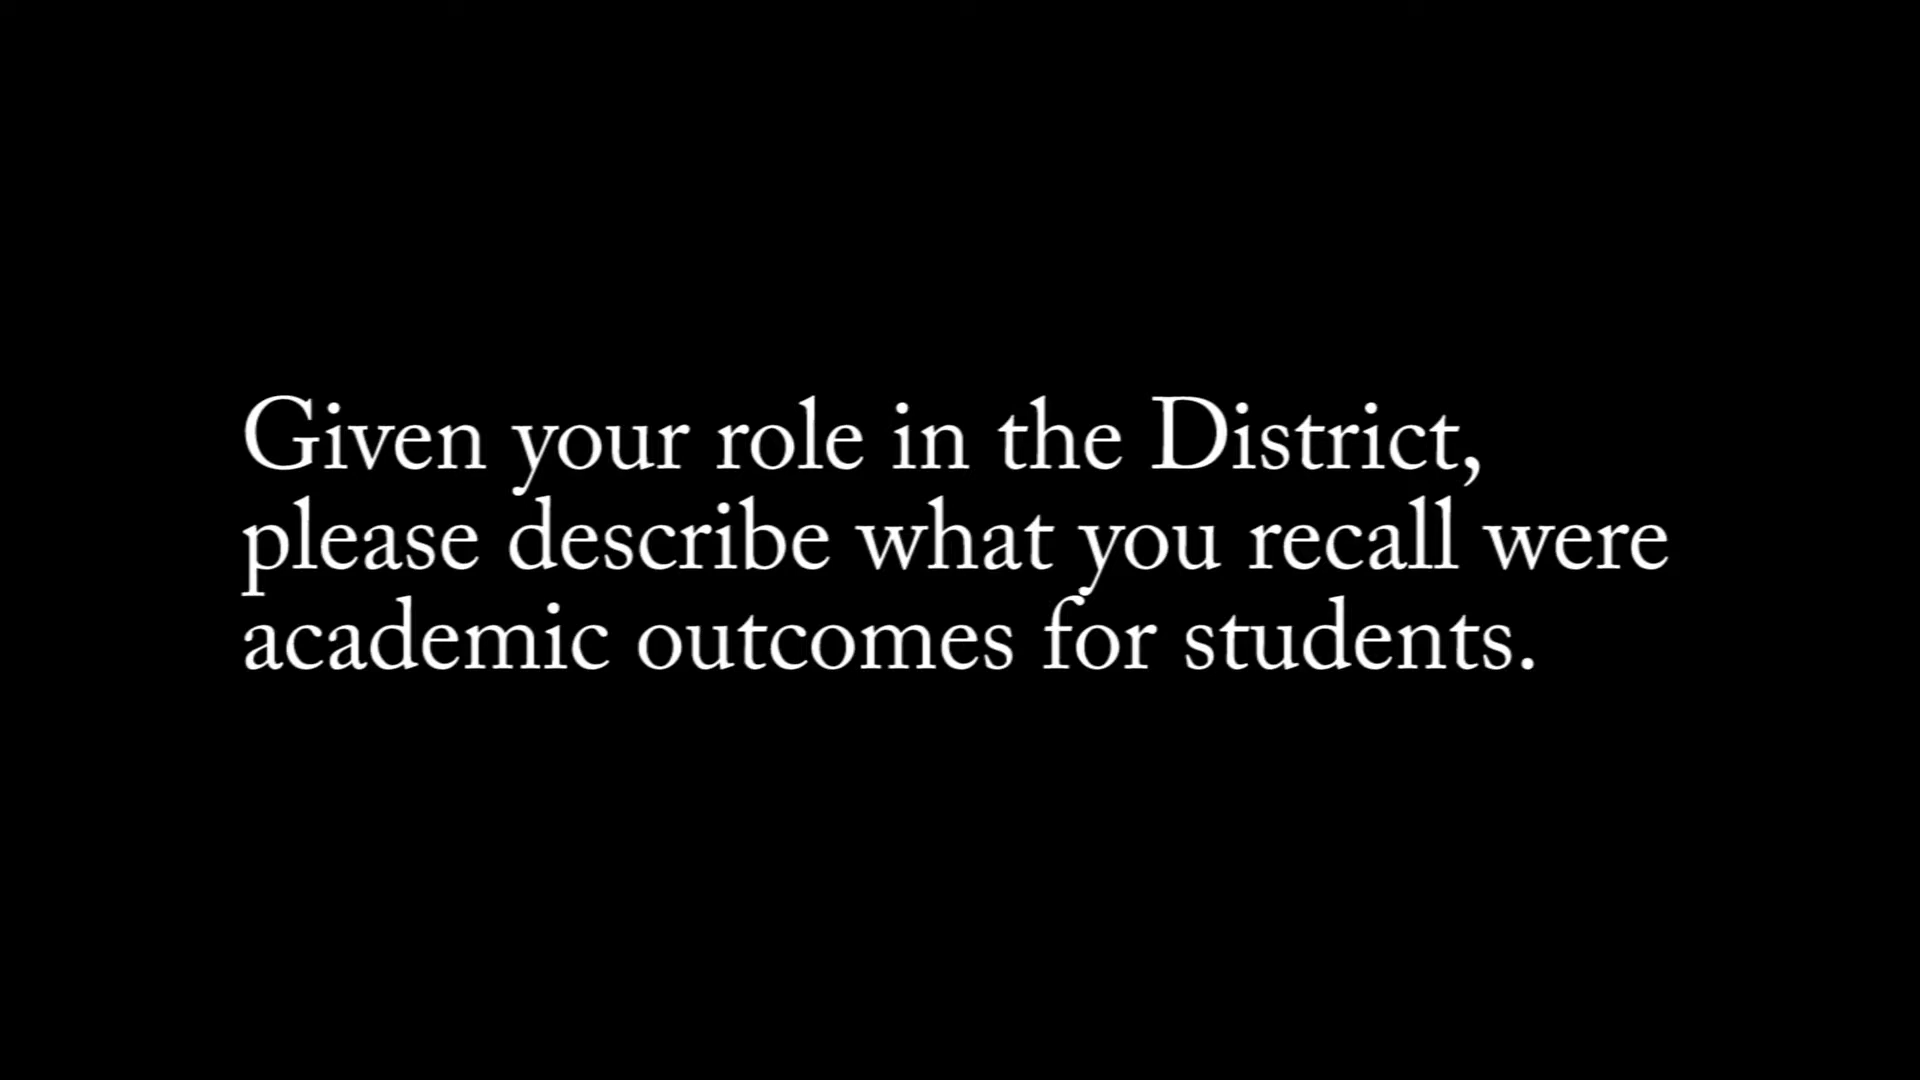 Given your role in the District,
please describe what you recall were
academic outcomes for students.